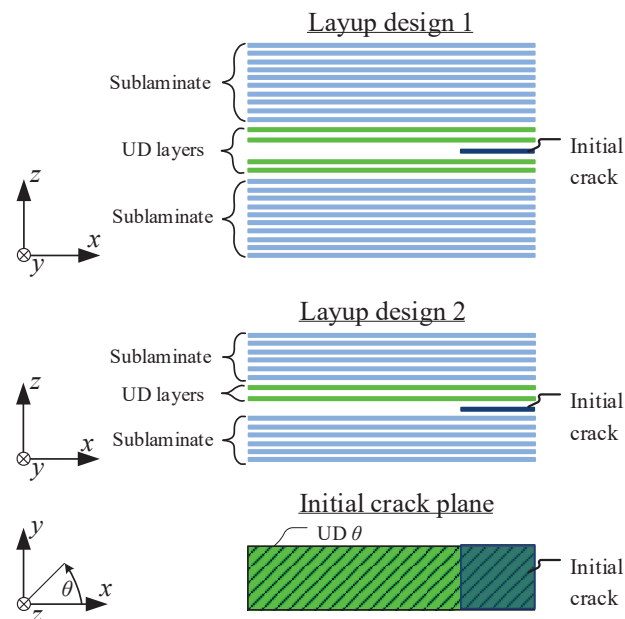 Layup design 1
Sublaminate
UD layers
Initial
crack
z
Sublaminate
x
y
Layup design 2
Sublaminate
z
UD layers
Initial
crack
x
Sublaminate
y
Initial crack plane
y
UD θ
Initial
crack
θ
x
z